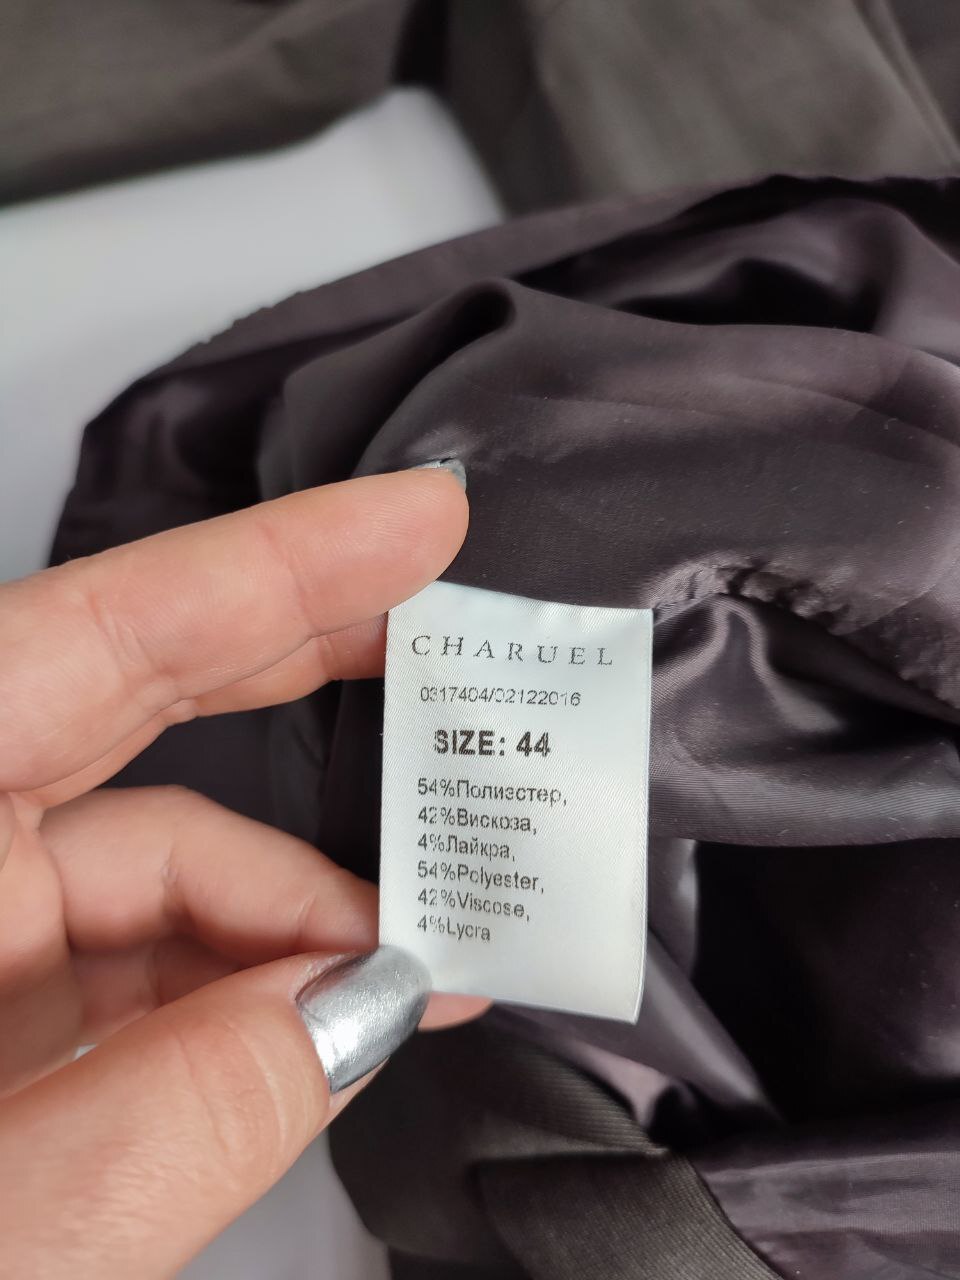 CHARUEL
0317404/02122016
SIZE: 44
54%Полиэстер,
42%Вискоза,
4%Лайкра,
54%Polyester,
42%Viscose,
4%Lycra